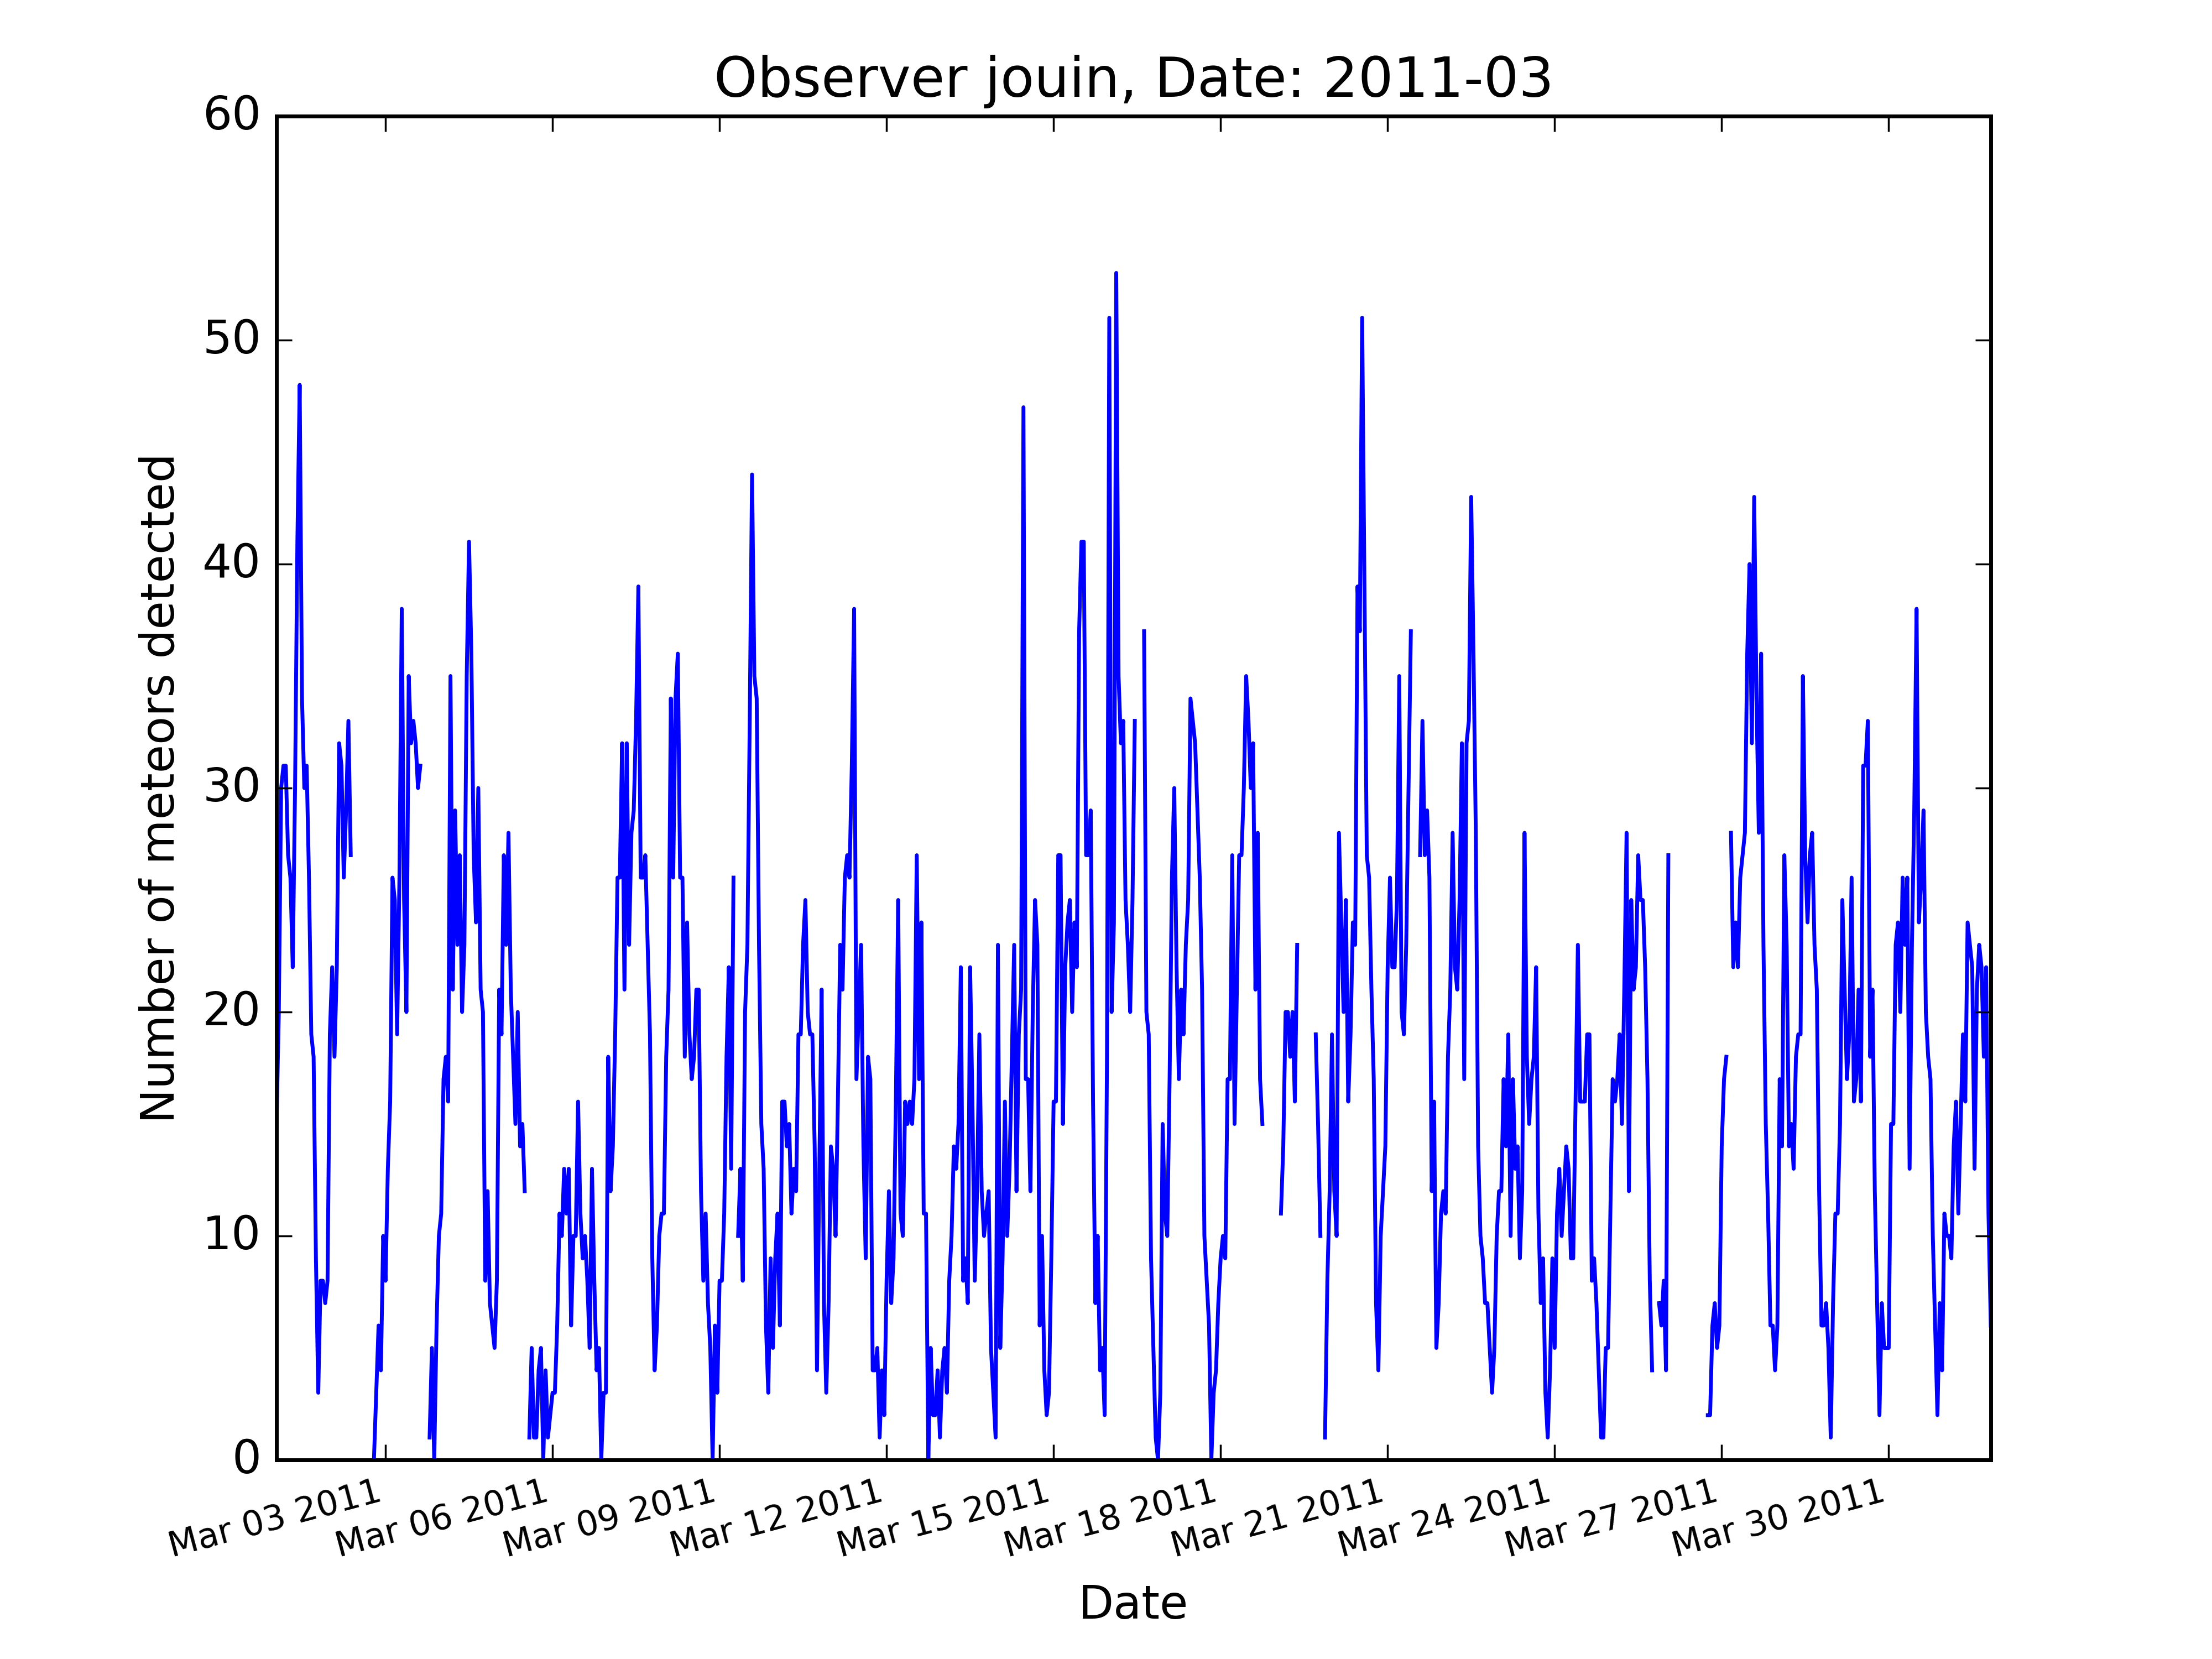 Observer jouin, Date: 2011-03
60
50
40
30
20
10
0
Number of meteors detected
Mar 03 2011
Mar 06 2011
Mar 09 2011
Mar 12 2011
Mar 15 2011
Mar 18 2011
Mar 21 2011
Mar 24 2011
Mar 27 2011
Mar 30 2011
Date